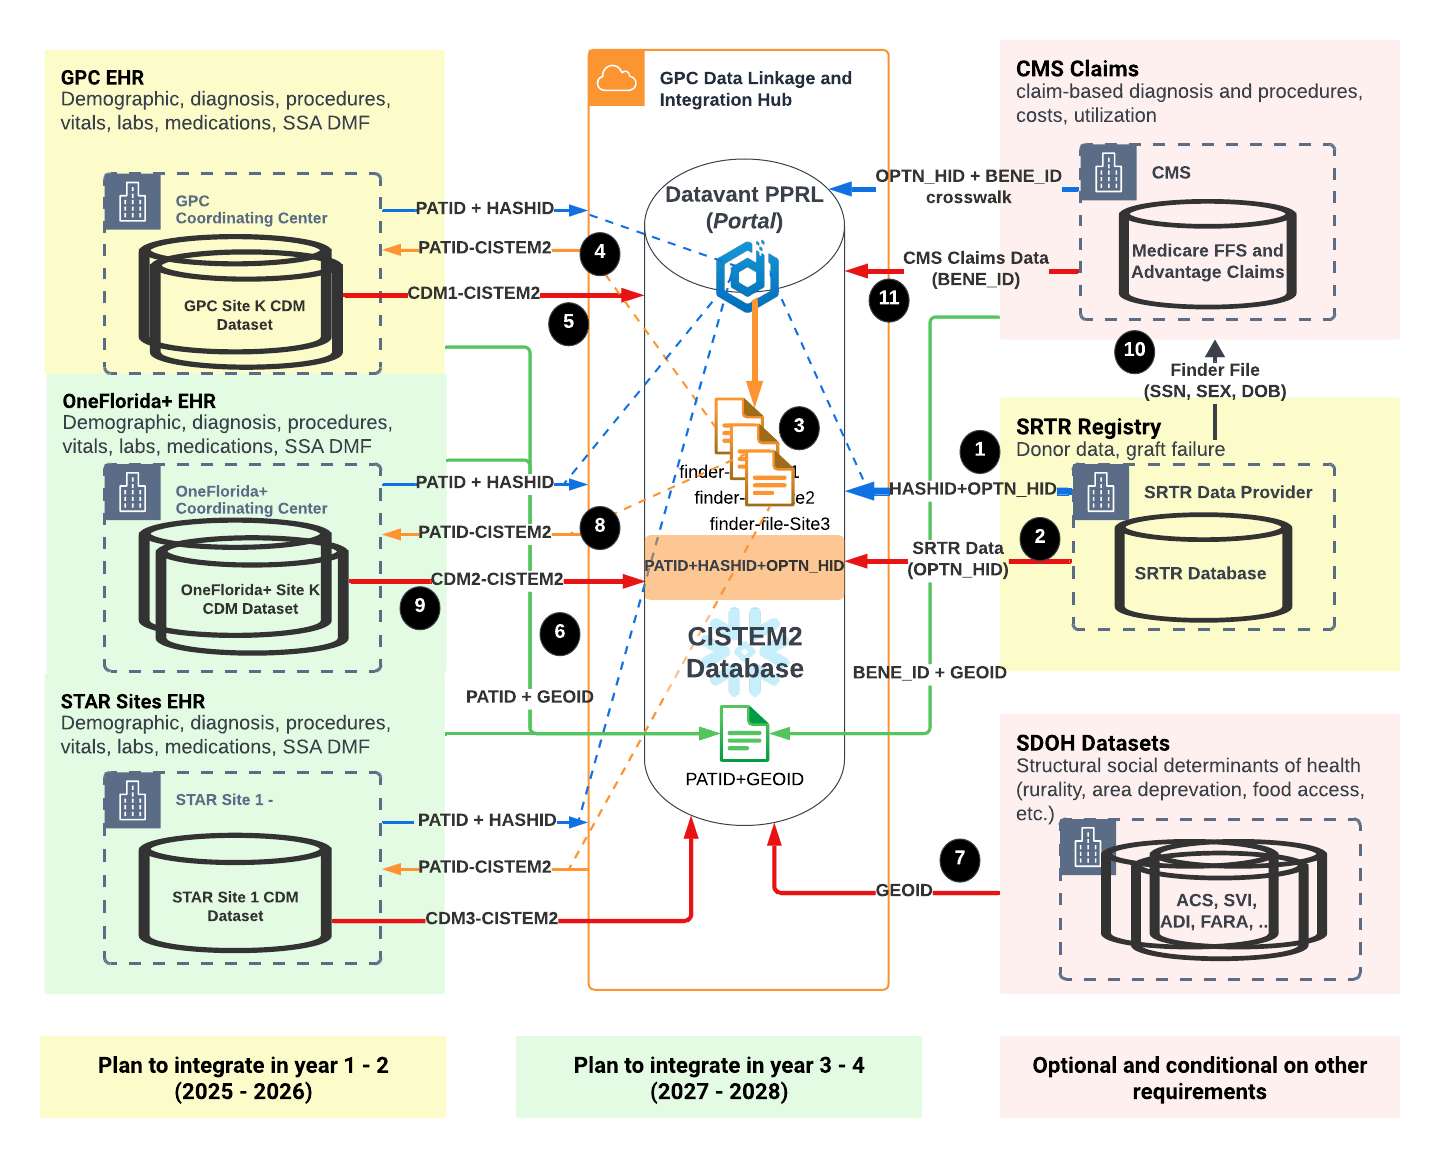 GPC EHR
Demographic, diagnosis, procedures,
vitals, labs, medications, SSA DMF
GPC
Coordinating Center
GPC Site K CDM
Dataset
OneFlorida+ EHR
Demographic, diagnosis, procedures,
vitals, labs, medications, SSA DMF
OneFlorida+
Coordinating Center
OneFlorida+ Site K
CDM Dataset
STAR Sites EHR
Demographic, diagnosis, procedures,
vitals, labs, medications, SSA DMF
STAR Site 1 -
STAR Site 1 CDM
Dataset
PATID + HASHID
PATID-CISTEM2
4
CDM1-CISTEM2
5
PATID + HASHID
PATID-CISTEM2
8
CDM2-CISTEM2
9
6
PATID + GEOID
PATID + HASHID
PATID-CISTEM2
CDM3-CISTEM2
GPC Data Linkage and
Integration Hub
Datavant PPRL
(Portal)
3
finder- 1
finder- e2
finder-file-Site3
PATID+HASHID+OPTN_HID
CISTEM2
Database
PATID+GEOID
OPTN_HID + BENE_ID
crosswalk
CMS Claims Data
(BENE_ID)
11
1
HASHID+OPTN_HID
2
SRTR Data
(OPTN_HID)
BENE_ID + GEOID
7
GEOID
CMS Claims
claim-based diagnosis and procedures,
costs, utilization
CMS
Medicare FFS and
Advantage Claims
10
Finder File
(SSN, SEX, DOB)
SRTR Registry
Donor data, graft failure
SRTR Data Provider
SRTR Database
SDOH Datasets
Structural social determinants of health
(rurality, area deprevation, food access,
etc.)
ACS, SVI,
ADI, FARA, ..
Plan to integrate in year 1 - 2
(2025 - 2026)
Plan to integrate in year 3 - 4
(2027 - 2028)
Optional and conditional on other
requirements